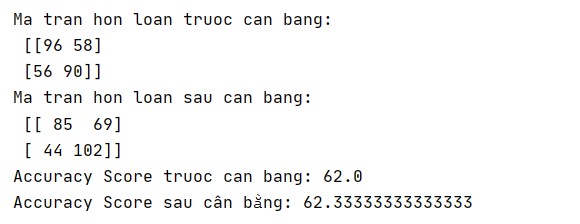 Ma tran hon loan truoc can bang:
[[96 58]
[56 90]]
Ma tran hon loan sau can bang:
[[ 85  69]
[ 44 102]]
Accuracy Score truoc can bang: 62.0
Accuracy Score sau cân bằng: 62.33333333333333